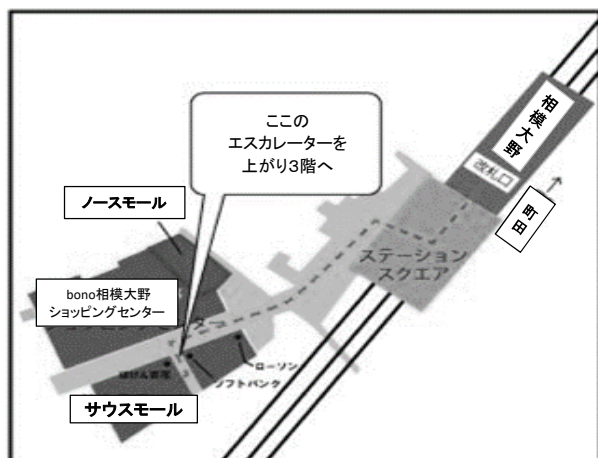 相模大野
改札口
町田
ここの
エスカレーターを
上がり3階へ
ノースモール
ステーション
スクエア
bono相模大野
ショッピングセンター
ローソン
ソフトバンク
サウスモール